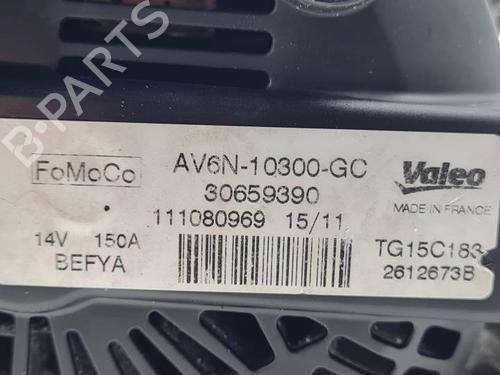 B-PARTS
FoMoCo
AV6N-10300-GC
30659390
111080969 15/11
14V 150A
BEFYA
Valeo
MADE IN FRANCE
TG15C183
2612673B